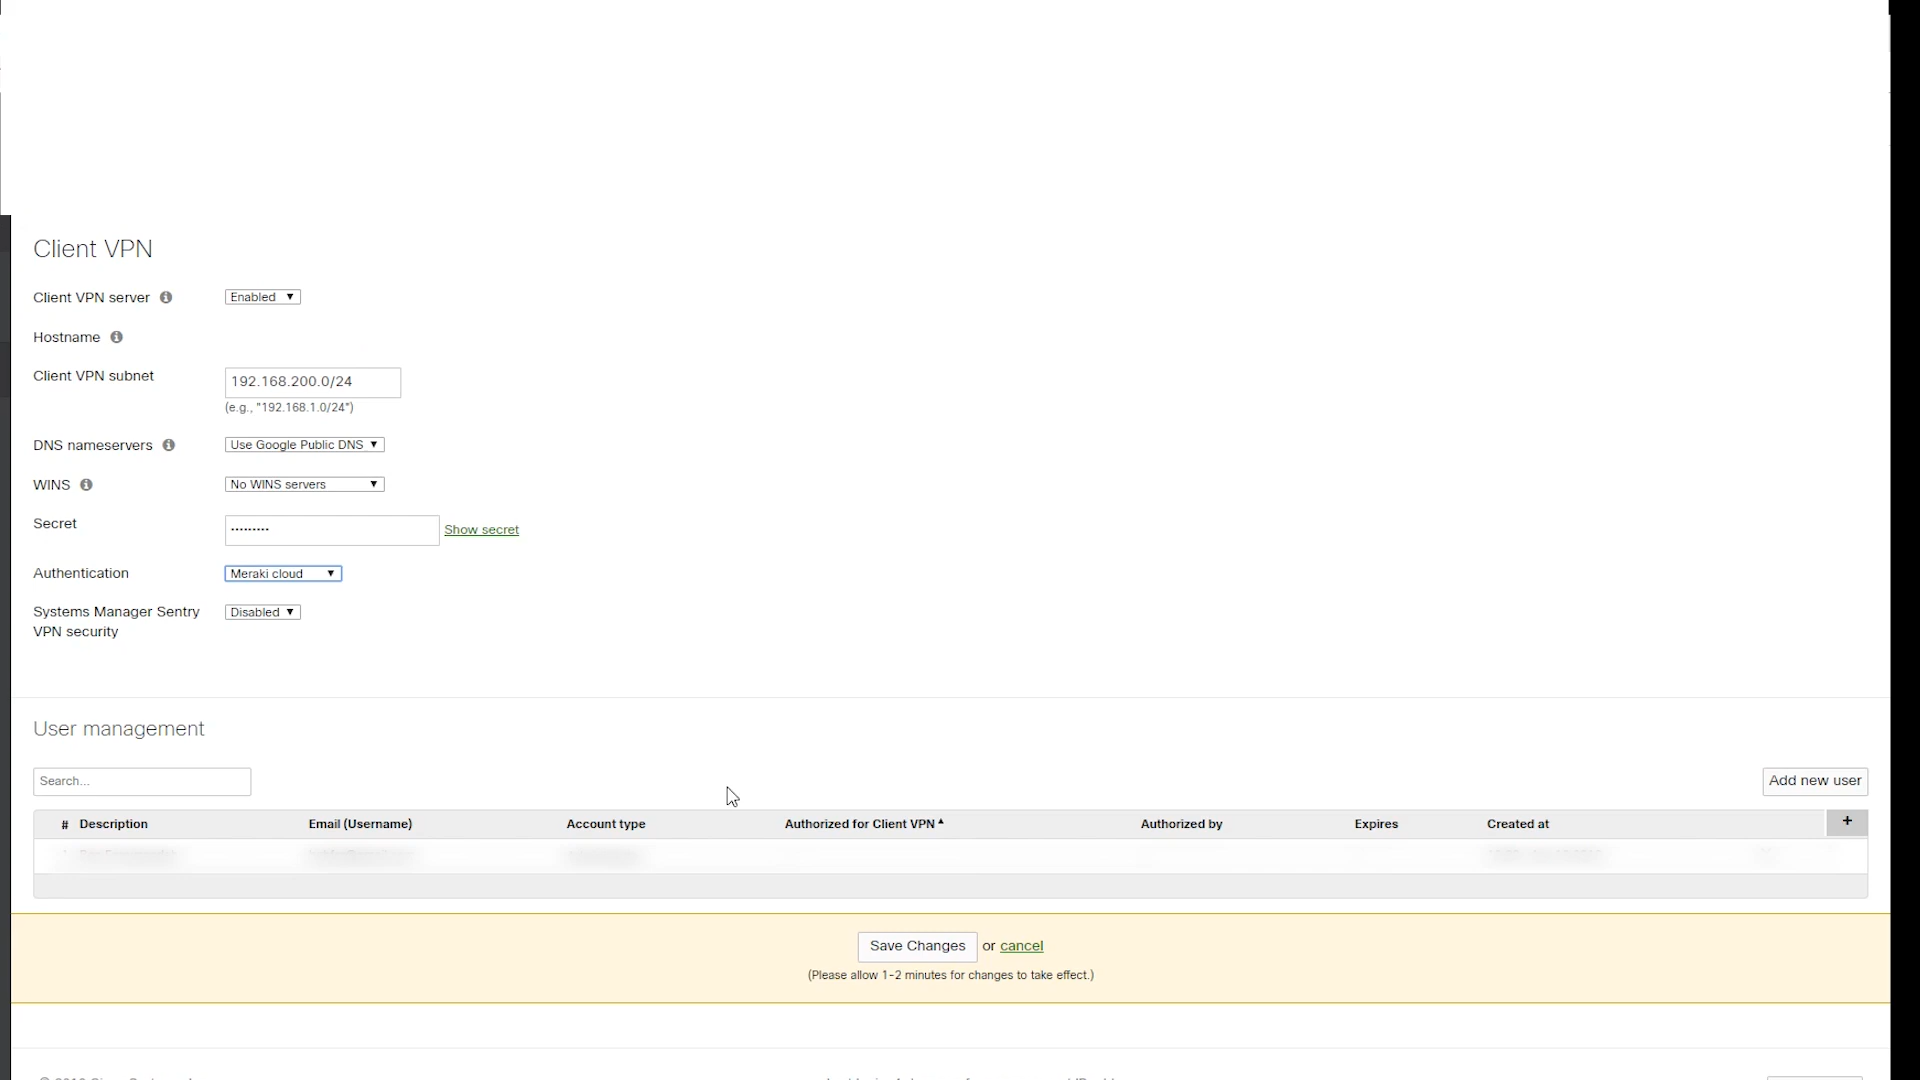 Client VPN
Client VPN server Enabled
Hostname
Client VPN subnet 192.168.200.0/24
(e.g., "192.168.1.0/24")
DNS nameservers Use Google Public DNS
WINS No WINS servers
Secret ········· Show secret
Authentication Meraki cloud
Systems Manager Sentry Disabled
VPN security
User management
Search... Add new user
# Description Email (Username) Account type Authorized for Client VPN Authorized by Expires Created at +
Save Changes or cancel
(Please allow 1-2 minutes for changes to take effect.)